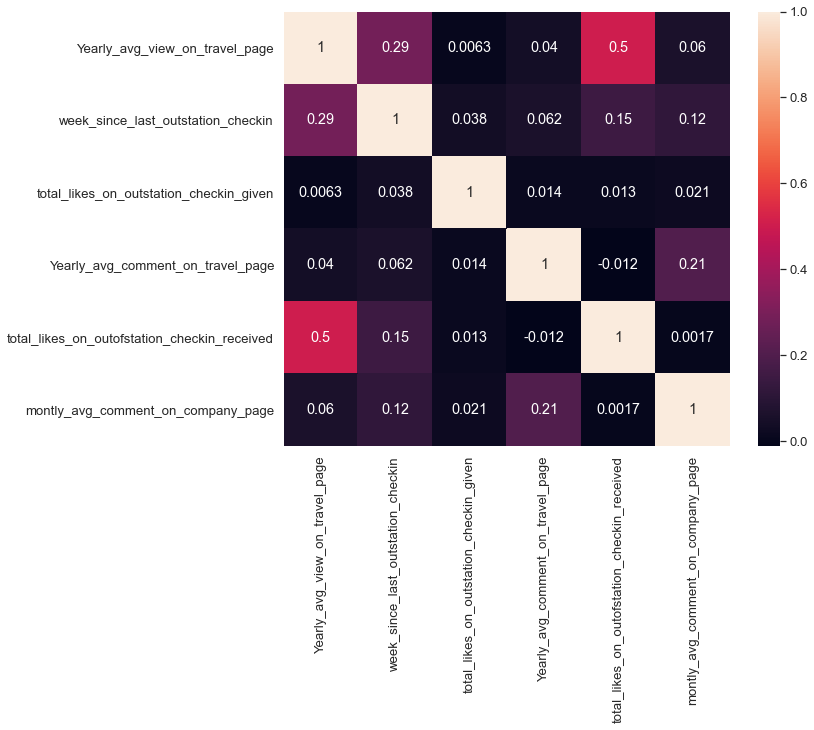 Yearly_avg_view_on_travel_page 1 0.29 0.0063 0.04 0.5 0.06
week_since_last_outstation_checkin 0.29 1 0.038 0.062 0.15 0.12
total_likes_on_outstation_checkin_given 0.0063 0.038 1 0.014 0.013 0.021
Yearly_avg_comment_on_travel_page 0.04 0.062 0.014 1 -0.012 0.21
total_likes_on_outofstation_checkin_received 0.5 0.15 0.013 -0.012 1 0.0017
montly_avg_comment_on_company_page 0.06 0.12 0.021 0.21 0.0017 1
Yearly_avg_view_on_travel_page
week_since_last_outstation_checkin
total_likes_on_outstation_checkin_given
Yearly_avg_comment_on_travel_page
total_likes_on_outofstation_checkin_received
montly_avg_comment_on_company_page
1.0
0.8
0.6
0.4
0.2
0.0